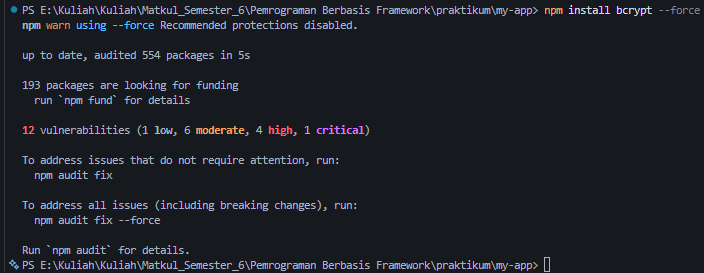 PS E:\Kuliah\Kuliah\Matkul_Semester_6\Pemrograman Berbasis Framework\praktikum\my-app> npm install bcrypt --force
npm warn using --force Recommended protections disabled.
up to date, audited 554 packages in 5s
193 packages are looking for funding
run `npm fund` for details
12 vulnerabilities (1 low, 6 moderate, 4 high, 1 critical)
To address issues that do not require attention, run:
npm audit fix
To address all issues (including breaking changes), run:
npm audit fix --force
Run `npm audit` for details.
PS E:\Kuliah\Kuliah\Matkul_Semester_6\Pemrograman Berbasis Framework\praktikum\my-app>